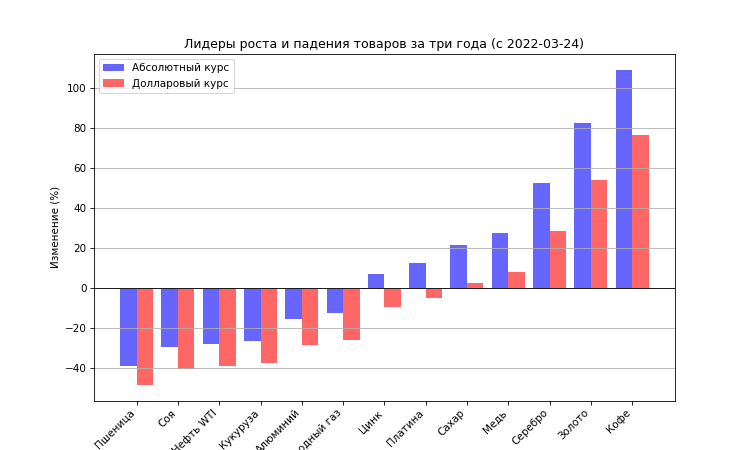 Лидеры роста и падения товаров за три года (с 2022-03-24)
Абсолютный курс
Долларовый курс
Изменение (%)
100
80
60
40
20
0
−20
−40
Пшеница
Соя
Нефть WTI
Кукуруза
Алюминий
одный газ
Цинк
Платина
Сахар
Медь
Серебро
Золото
Кофе